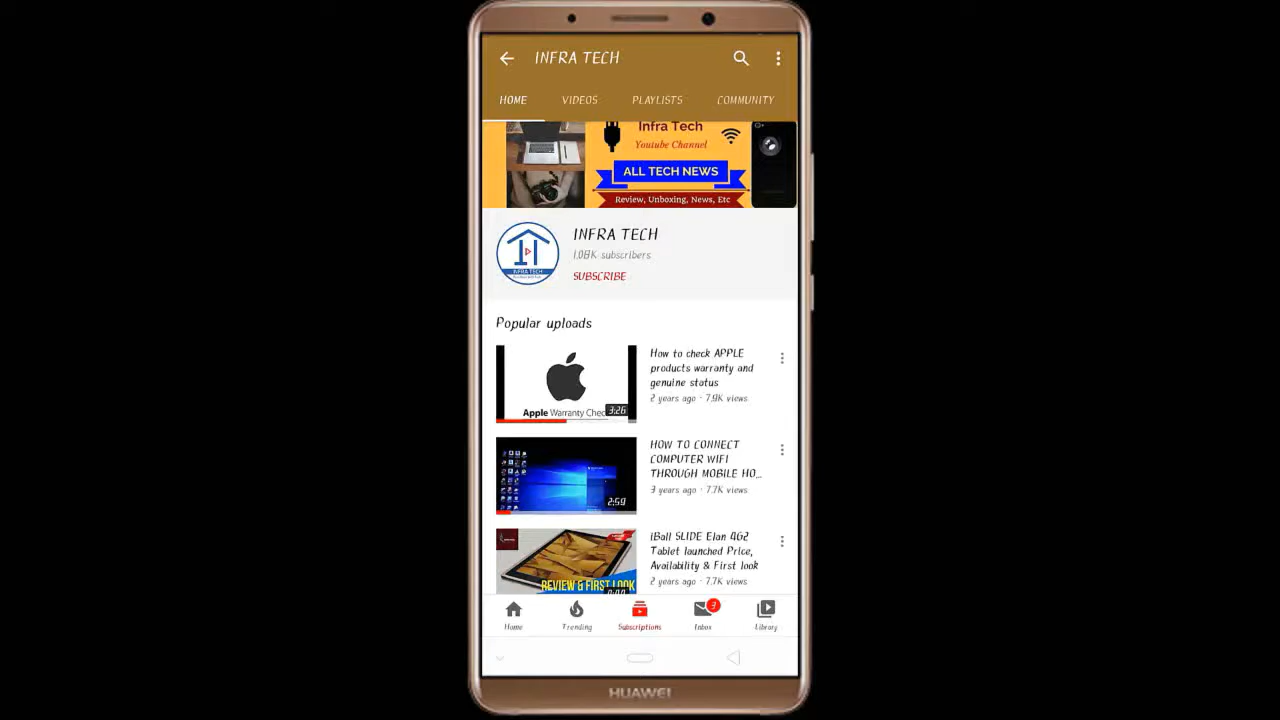 INFRA TECH
HOME VIDEOS PLAYLISTS COMMUNITY
Infra Tech
Youtube Channel
ALL TECH NEWS
Review, Unboxing, News, Etc
INFRA TECH
1.08K subscribers
SUBSCRIBE
INFRA TECH
Popular uploads
How to check APPLE
products warranty and
genuine status
2 years ago · 7.9K views
Apple Warranty Chec
3:26
HOW TO CONNECT
COMPUTER WIFI
THROUGH MOBILE HO...
3 years ago · 7.7K views
2:59
iBall SLIDE Elan 4G2
Tablet launched Price,
Availability & First look
2 years ago · 7.7K views
REVIEW & FIRST LOOK
Home Trending Subscriptions Inbox Library
HUAWEI